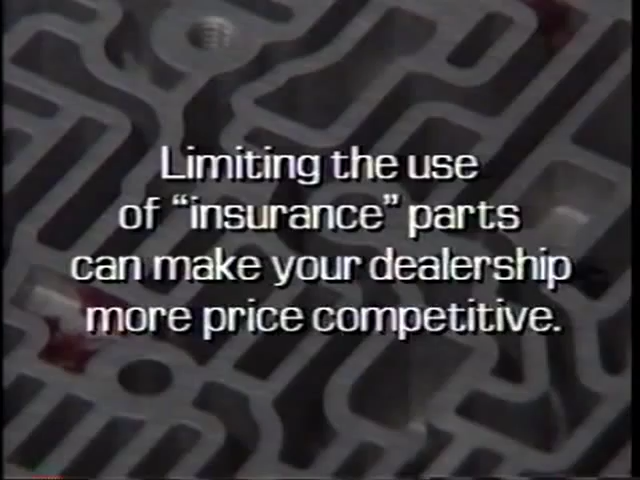 Limiting the use
of “insurance” parts
can make your dealership
more price competitive.